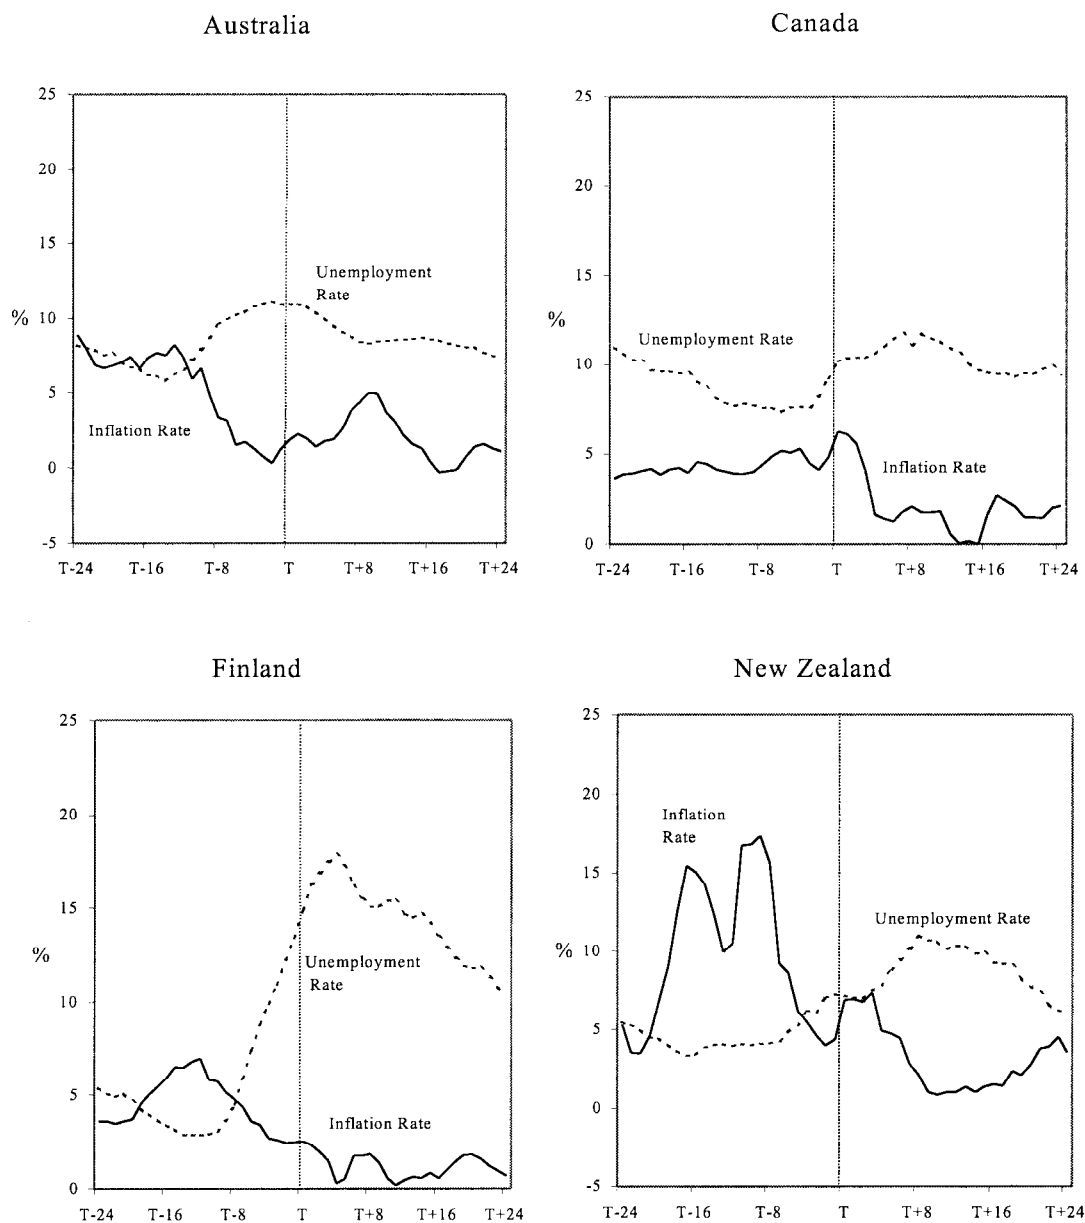 Australia
25
20
15
10
5
0
-5
%
Unemployment
Rate
Inflation Rate
T-24 T-16 T-8 T T+8 T+16 T+24
Canada
25
20
15
10
5
0
%
Unemployment Rate
Inflation Rate
T-24 T-16 T-8 T T+8 T+16 T+24
Finland
25
20
15
10
5
0
%
Unemployment
Rate
Inflation Rate
T-24 T-16 T-8 T T+8 T+16 T+24
New Zealand
25
20
15
10
5
0
-5
%
Inflation
Rate
Unemployment Rate
T-24 T-16 T-8 T T+8 T+16 T+24